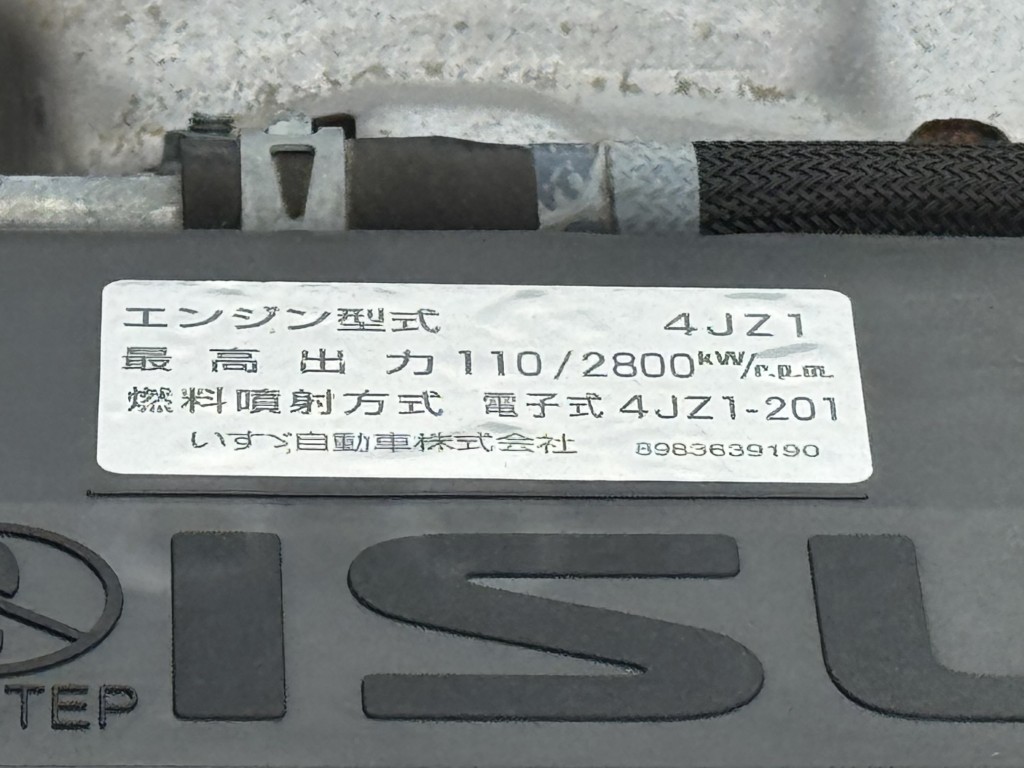 エンジン型式 4JZ1
最高出力 110/2800kW/r.p.m.
燃料噴射方式 電子式 4JZ1-201
いすゞ自動車株式会社 8983639190
ISU
TEP